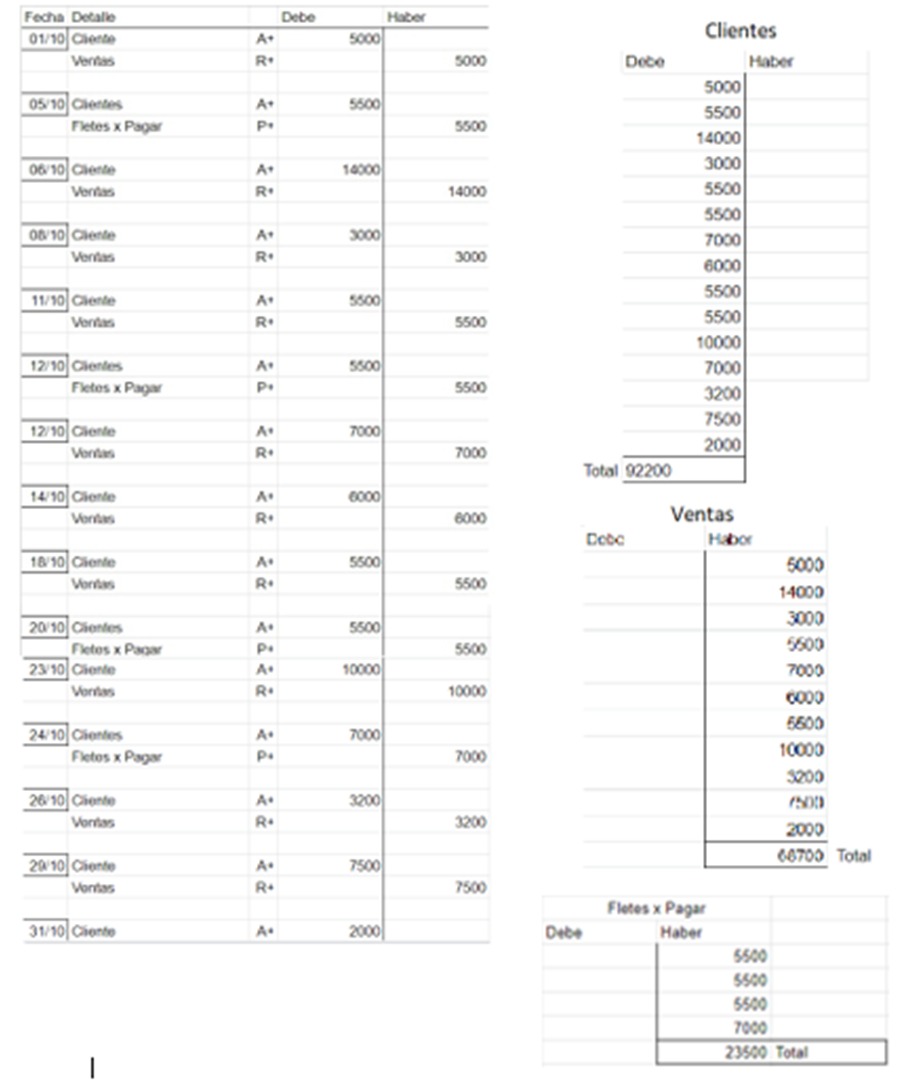 Fecha Detalle Debe Haber
01/10 Cliente A+ 5000
Ventas R+ 5000
05/10 Clientes A+ 5500
Fletes x Pagar P+ 5500
06/10 Cliente A+ 14000
Ventas R+ 14000
08/10 Cliente A+ 3000
Ventas R+ 3000
11/10 Cliente A+ 5500
Ventas R+ 5500
12/10 Clientes A+ 5500
Fletes x Pagar P+ 5500
12/10 Cliente A+ 7000
Ventas R+ 7000
14/10 Cliente A+ 6000
Ventas R+ 6000
18/10 Cliente A+ 5500
Ventas R+ 5500
20/10 Clientes A+ 5500
Fletes x Pagar P+ 5500
23/10 Cliente A+ 10000
Ventas R+ 10000
24/10 Clientes A+ 7000
Fletes x Pagar P+ 7000
26/10 Cliente A+ 3200
Ventas R+ 3200
29/10 Cliente A+ 7500
Ventas R+ 7500
31/10 Cliente A+ 2000
Clientes
Debe Haber
5000
5500
14000
3000
5500
5500
7000
6000
5500
5500
10000
7000
3200
7500
2000
Total 92200
Ventas
Debe Haber
5000
14000
3000
5500
7000
6000
5500
10000
3200
7500
2000
68700 Total
Fletes x Pagar
Debe Haber
5500
5500
5500
7000
23500 Total